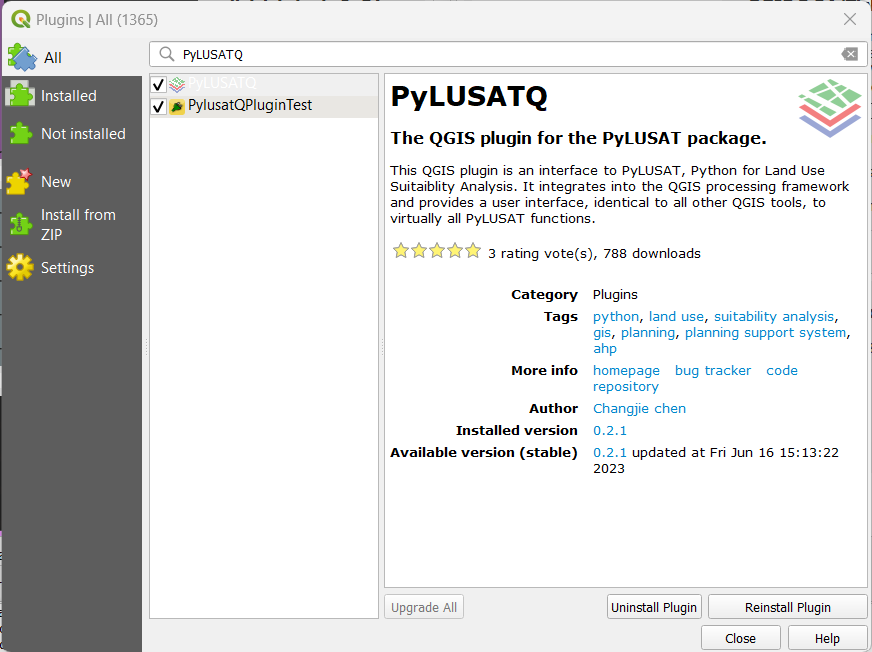 Plugins | All (1365)
All
PyLUSATQ
Installed
Not installed
New
Install from
ZIP
Settings
PyLUSATQ
PylusatQPluginTest
PyLUSATQ
The QGIS plugin for the PyLUSAT package.
This QGIS plugin is an interface to PyLUSAT, Python for Land Use
Suitaiblity Analysis. It integrates into the QGIS processing framework
and provides a user interface, identical to all other QGIS tools, to
virtually all PyLUSAT functions.
3 rating vote(s), 788 downloads
Category Plugins
Tags python, land use, suitability analysis,
gis, planning, planning support system,
ahp
More info homepage bug tracker code
repository
Author Changjie chen
Installed version 0.2.1
Available version (stable) 0.2.1 updated at Fri Jun 16 15:13:22
2023
Upgrade All Uninstall Plugin Reinstall Plugin
Close Help